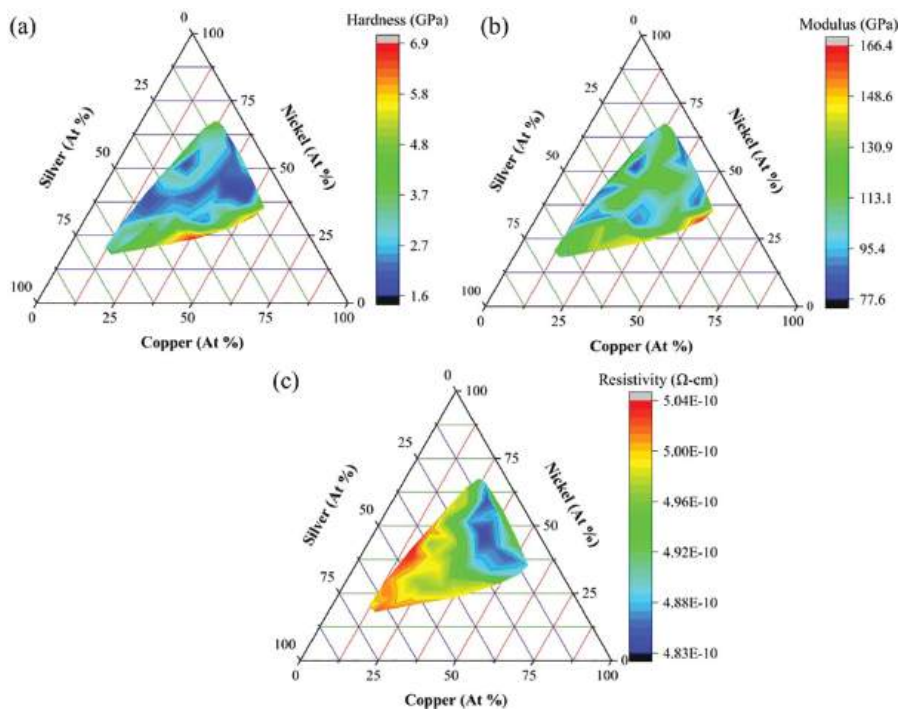 (a)
Hardness (GPa)
6.9
5.8
4.8
3.7
2.7
1.6
0
100
25
75
50
50
75
25
100
0
0
25
50
75
100
Silver (At %)
Nickel (At %)
Copper (At %)
(b)
Modulus (GPa)
166.4
148.6
130.9
113.1
95.4
77.6
0
100
25
75
50
50
75
25
100
0
0
25
50
75
100
Silver (At %)
Nickel (At %)
Copper (At %)
(c)
Resistivity (Ω-cm)
5.04E-10
5.00E-10
4.96E-10
4.92E-10
4.88E-10
4.83E-10
0
100
25
75
50
50
75
25
100
0
0
25
50
75
100
Silver (At %)
Nickel (At %)
Copper (At %)